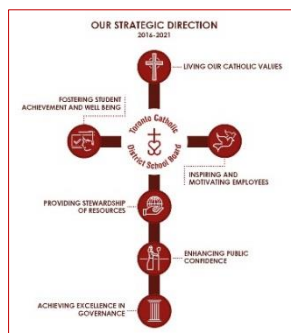 OUR STRATEGIC DIRECTION
2016-2021
LIVING OUR CATHOLIC VALUES
FOSTERING STUDENT
ACHIEVEMENT AND WELL BEING
Toronto Catholic
District School Board
INSPIRING AND
MOTIVATING EMPLOYEES
PROVIDING STEWARDSHIP
OF RESOURCES
ENHANCING PUBLIC
CONFIDENCE
ACHIEVING EXCELLENCE IN
GOVERNANCE